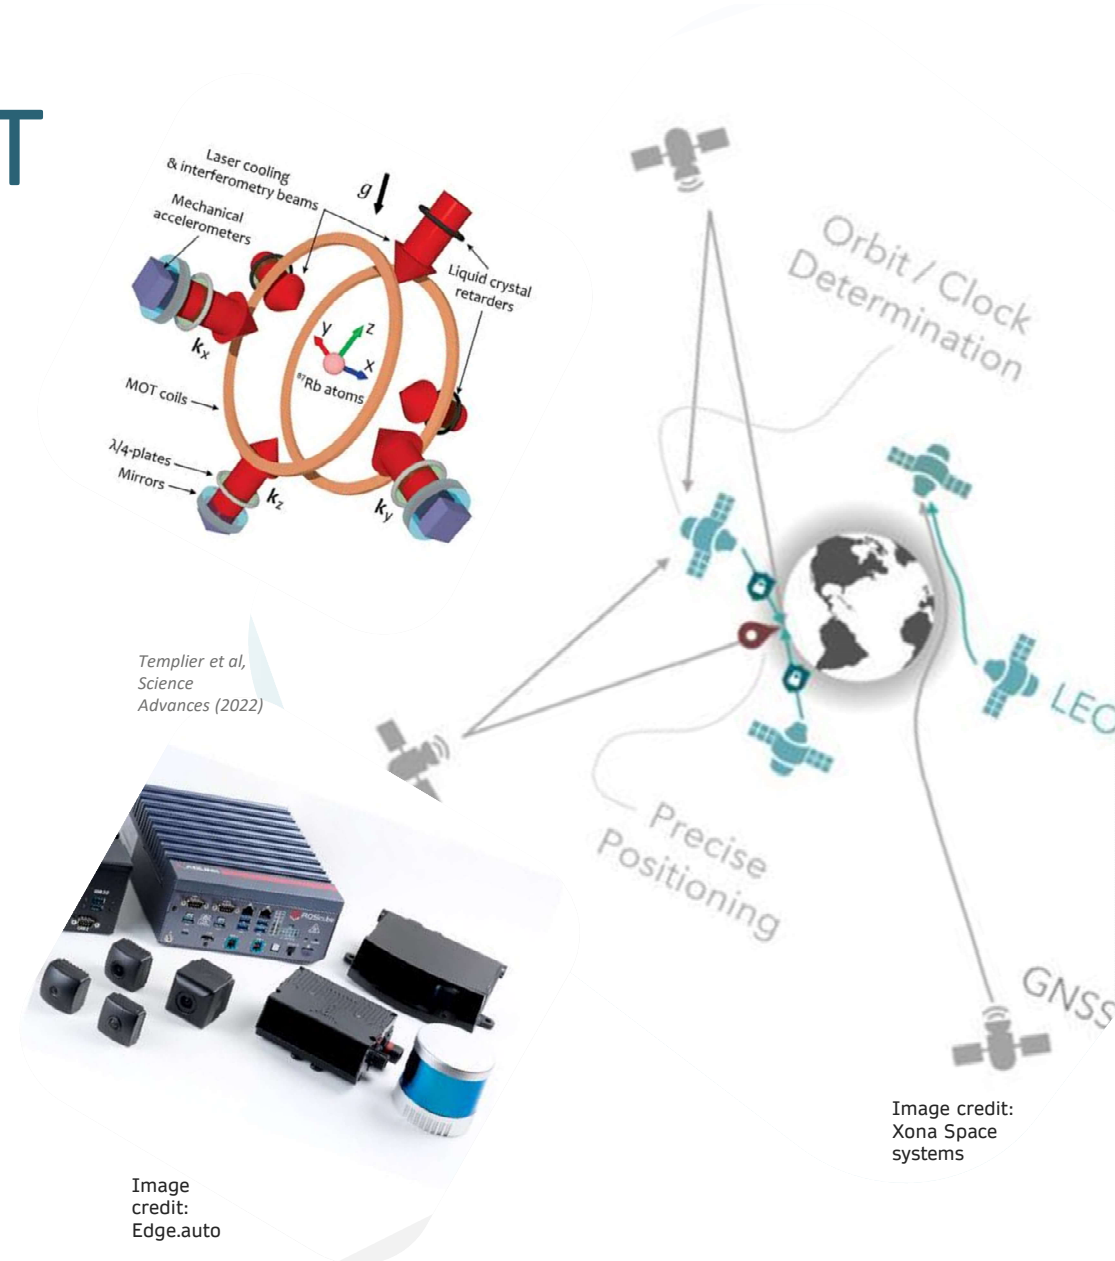 T
Laser cooling
& interferometry beams
g
Mechanical
accelerometers
Liquid crystal
retarders
y
z
x
kx
⁸⁷Rb atoms
MOT coils
λ/4-plates
Mirrors
kz
ky
Orbit / Clock
Determination
Templier et al,
Science
Advances (2022)
LEO
Precise
Positioning
ROScube
GNSS
Image credit:
Xona Space
systems
Image
credit:
Edge.auto